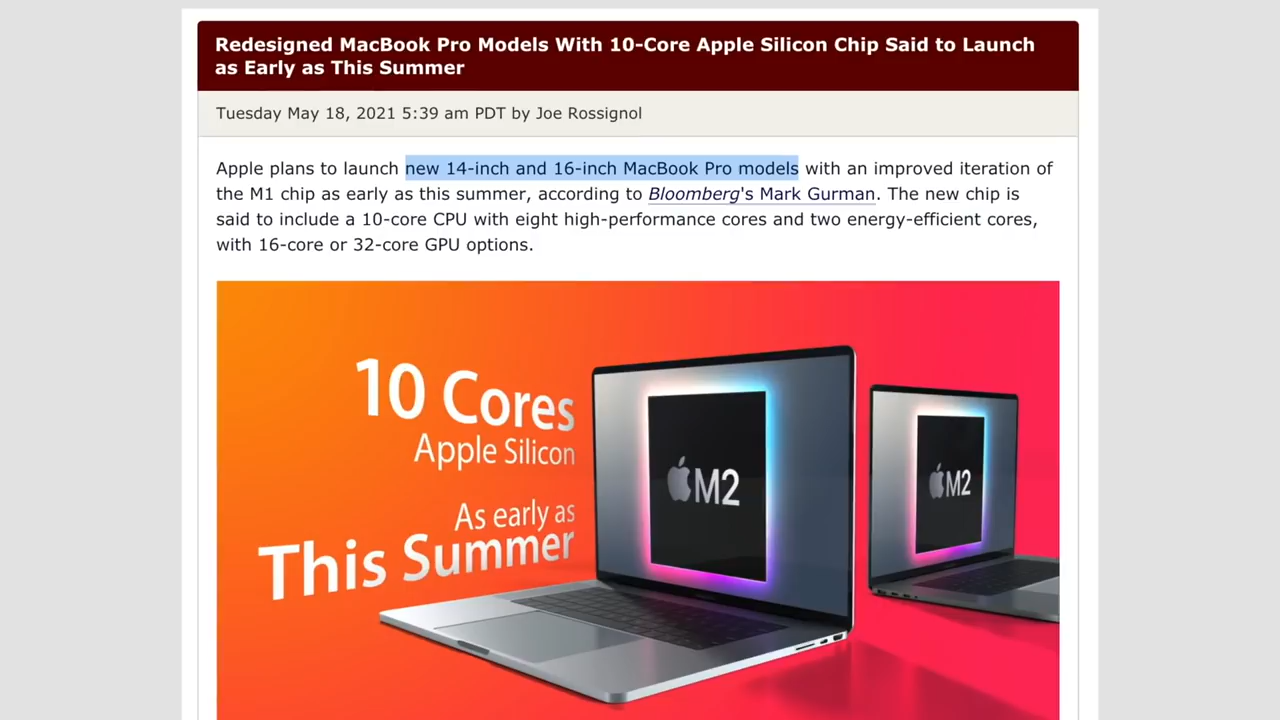 Redesigned MacBook Pro Models With 10-Core Apple Silicon Chip Said to Launch
as Early as This Summer
Tuesday May 18, 2021 5:39 am PDT by Joe Rossignol
Apple plans to launch new 14-inch and 16-inch MacBook Pro models with an improved iteration of
the M1 chip as early as this summer, according to Bloomberg's Mark Gurman. The new chip is
said to include a 10-core CPU with eight high-performance cores and two energy-efficient cores,
with 16-core or 32-core GPU options.
10 Cores
Apple Silicon
As early as
This Summer
M2
M2